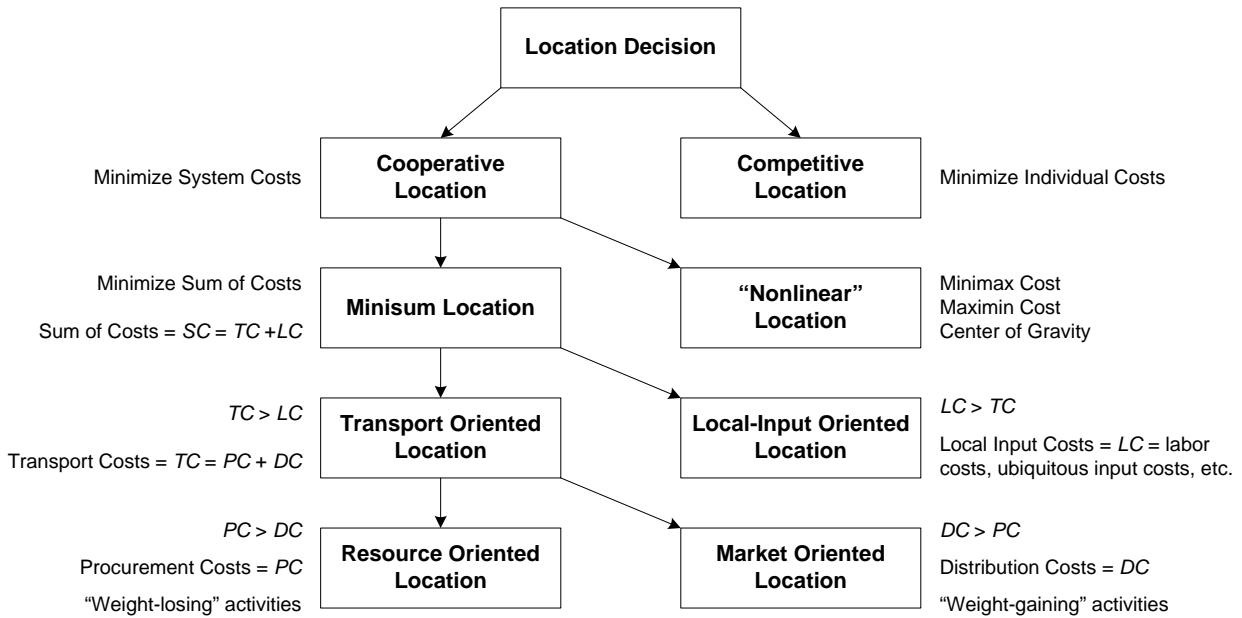 Location Decision
Minimize System Costs
Cooperative
Location
Competitive
Location
Minimize Individual Costs
Minimize Sum of Costs
Sum of Costs = SC = TC +LC
Minisum Location
“Nonlinear”
Location
Minimax Cost
Maximin Cost
Center of Gravity
TC > LC
Transport Costs = TC = PC + DC
Transport Oriented
Location
Local-Input Oriented
Location
LC > TC
Local Input Costs = LC = labor
costs, ubiquitous input costs, etc.
PC > DC
Procurement Costs = PC
“Weight-losing” activities
Resource Oriented
Location
Market Oriented
Location
DC > PC
Distribution Costs = DC
“Weight-gaining” activities